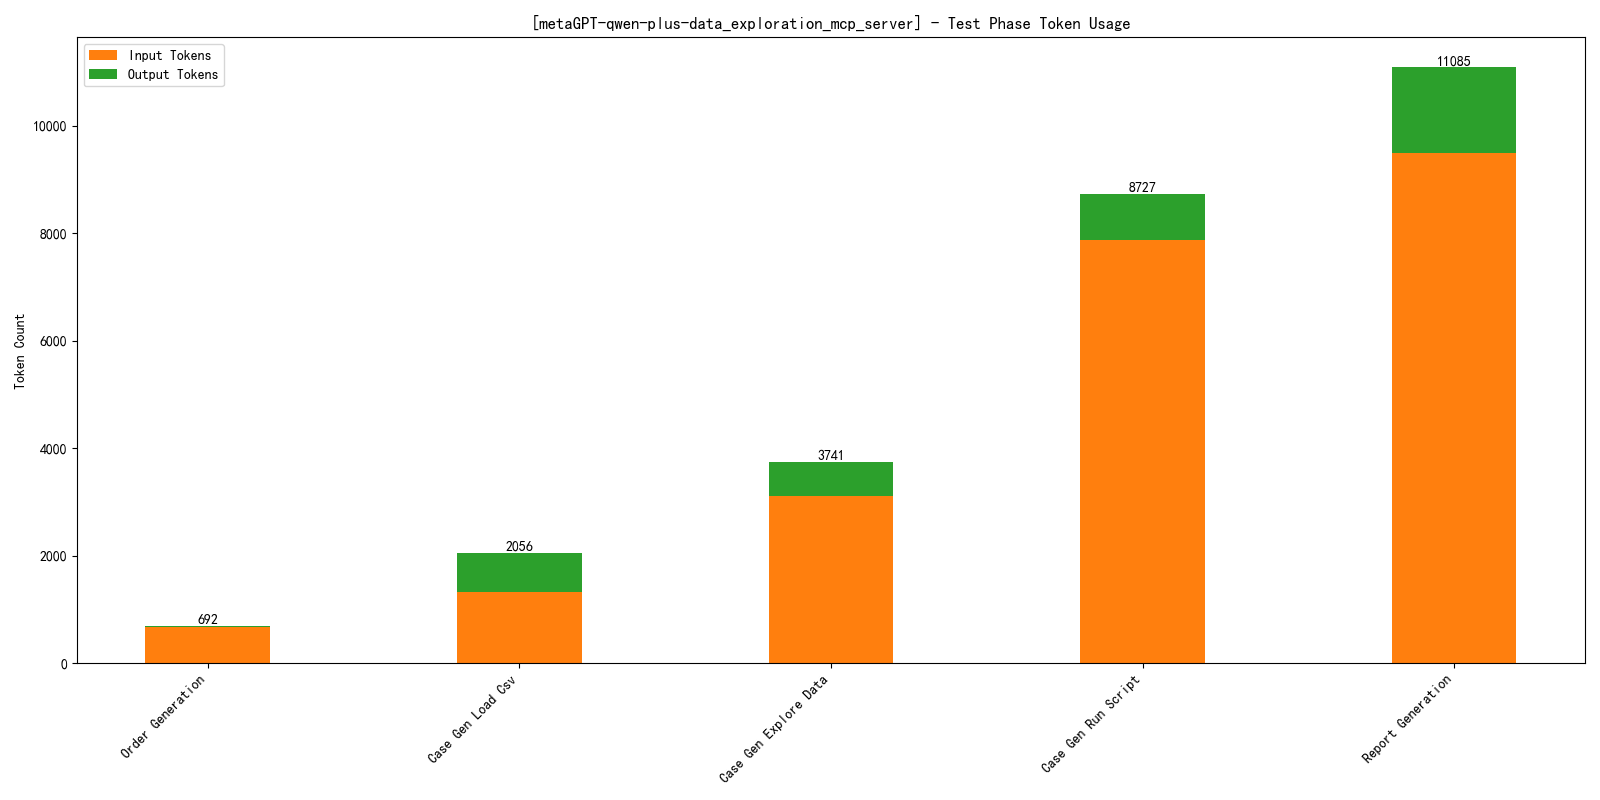 [metaGPT-qwen-plus-data_exploration_mcp_server] - Test Phase Token Usage
Input Tokens
Output Tokens
Token Count
10000
8000
6000
4000
2000
0
692
2056
3741
8727
11085
Order Generation
Case Gen Load Csv
Case Gen Explore Data
Case Gen Run Script
Report Generation